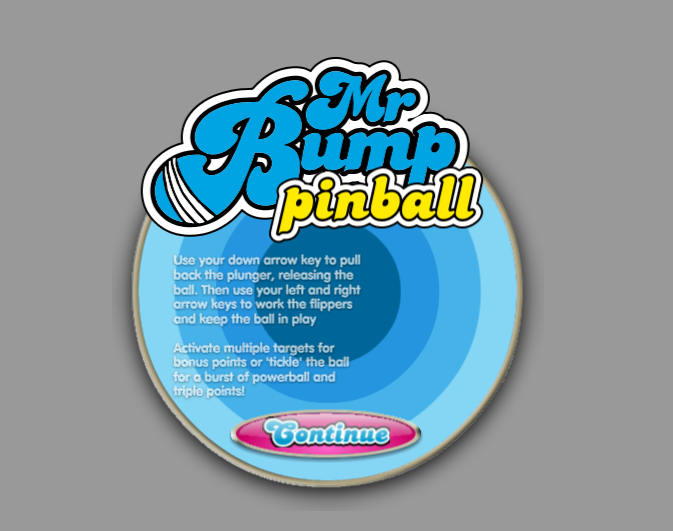 Mr
Bump
pinball
Use your down arrow key to pull
back the plunger, releasing the
ball. Then use your left and right
arrow keys to work the flippers
and keep the ball in play
Activate multiple targets for
bonus points or 'tickle' the ball
for a burst of powerball and
triple points!
Continue